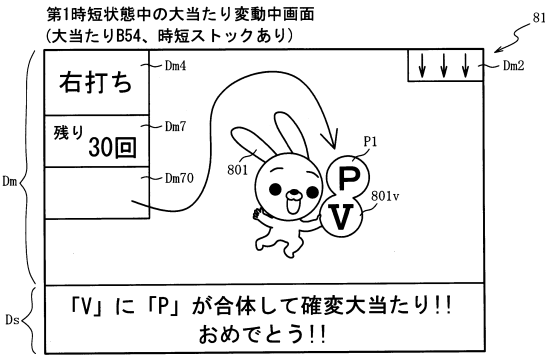 第1時短状態中の大当たり変動中画面
(大当たりB54、時短ストックあり)
81
右打ち
Dm4
↓↓↓
Dm2
残り
30回
Dm7
Dm
Dm70
801
P1
P
801v
V
Ds
「V」に「P」が合体して確変大当たり!!
おめでとう!!